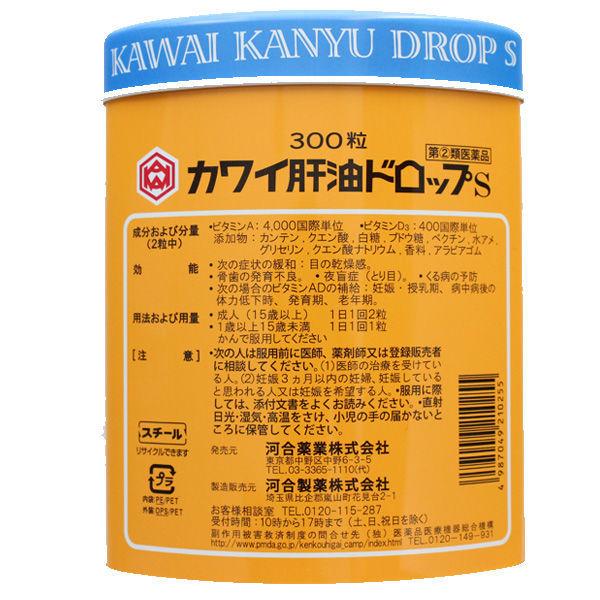 KAWAI KANYU DROP S
300粒
KAWAI
カワイ肝油ドロップS
指②類医薬品
成分および分量
(2粒中)
・ビタミンA:4,000国際単位 ・ビタミンD₃:400国際単位
添加物:カンテン,クエン酸,白糖,ブドウ糖,ペクチン,水アメ,
グリセリン,クエン酸ナトリウム,香料,アラビアゴム
効能
・次の症状の緩和:目の乾燥感。
・骨歯の発育不良。 ・夜盲症(とり目)。 ・くる病の予防
・次の場合のビタミンADの補給:妊娠・授乳期、病中病後の
体力低下時、発育期、老年期。
用法および用量
・成人(15歳以上) 1日1回2粒
・1歳以上15歳未満 1日1回1粒
かんで服用してください
[注意]
・次の人は服用前に医師、薬剤師又は登録販売者
に相談してください。(1)医師の治療を受けてい
る人。(2)妊娠3ヵ月以内の妊婦、妊娠していると
思われる人又は妊娠を希望する人。・服用に際
しては、添付文書をよくお読みください。・直射
日光・湿気・高温をさけ、小児の手の届かないと
ころに保管してください。
スチール
リサイクルできます
プラ
内袋:PE/PET
外装:OPS/PET
発売元 河合薬業株式会社
東京都中野区中野6-3-5
TEL.03-3365-1110(代)
製造販売元 河合製薬株式会社
埼玉県比企郡嵐山町花見台2-1
お客様相談室 TEL.0120-115-287
受付時間:10時から17時まで(土、日、祝日を除く)
副作用被害救済制度の問合せ先(独)医薬品医療機器総合機構
http://www.pmda.go.jp/kenkouhigai_camp/index.html TEL.0120-149-931
4987049210255